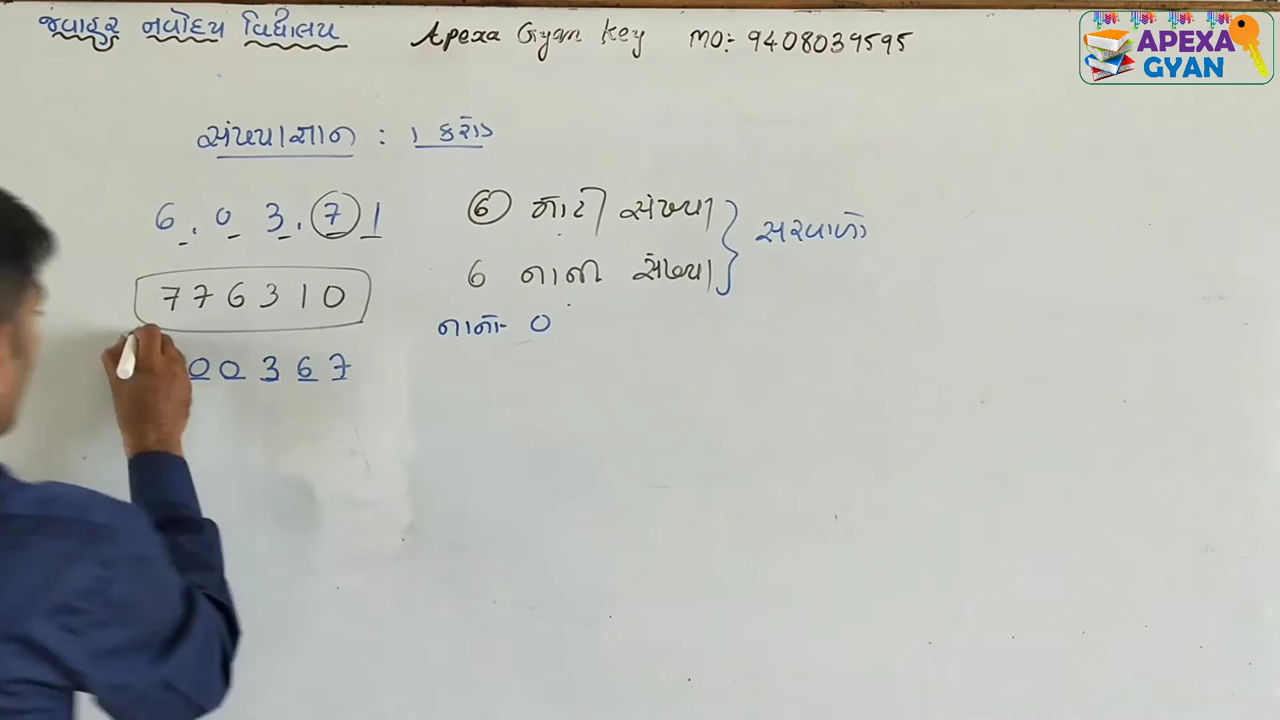 જવાહર નવોદય વિદ્યાલય Apexa Gyan Key MO: 9408039595
APEXA GYAN
સંખ્યાજ્ઞાન : 1 કરોડ
6, 0, 3, 7, 1
6 મોટી સંખ્યા
6 નાની સંખ્યા
સરવાળો
776310
નાનો- 0
00367